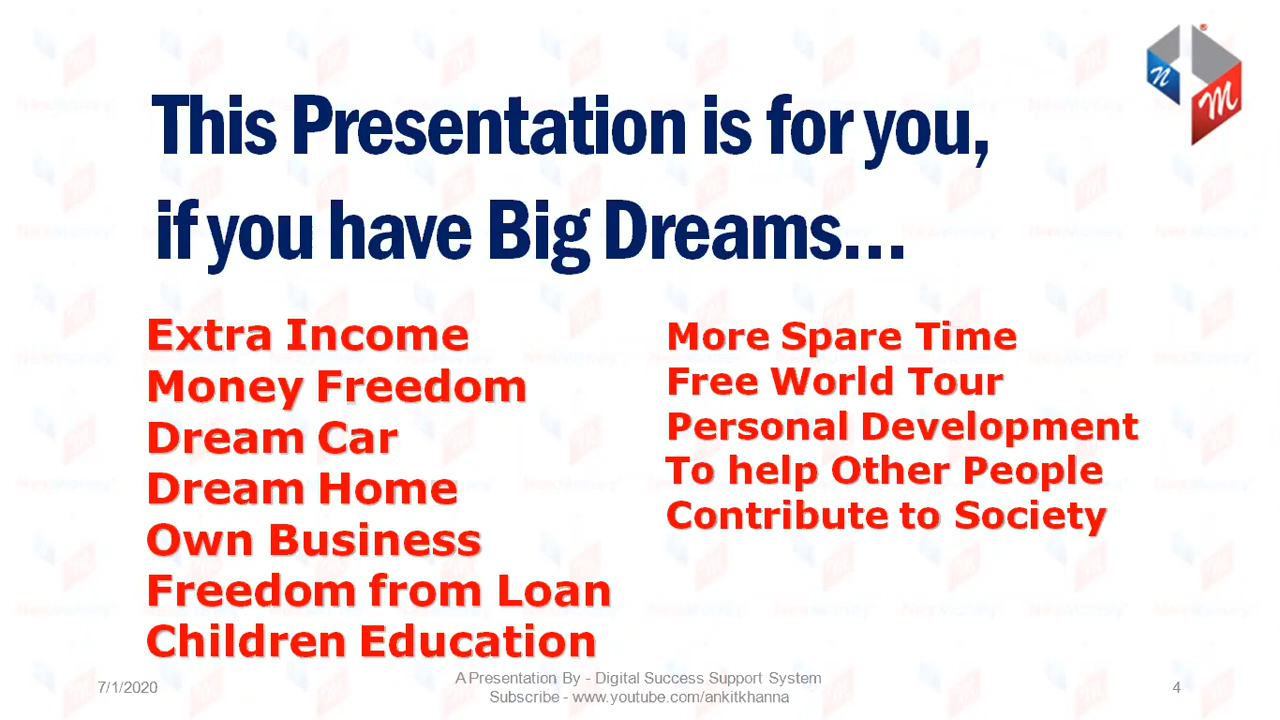 This Presentation is for you,
if you have Big Dreams...
Extra Income
Money Freedom
Dream Car
Dream Home
Own Business
Freedom from Loan
Children Education
More Spare Time
Free World Tour
Personal Development
To help Other People
Contribute to Society
7/1/2020
A Presentation By - Digital Success Support System
Subscribe - www.youtube.com/ankitkhanna
4
n M